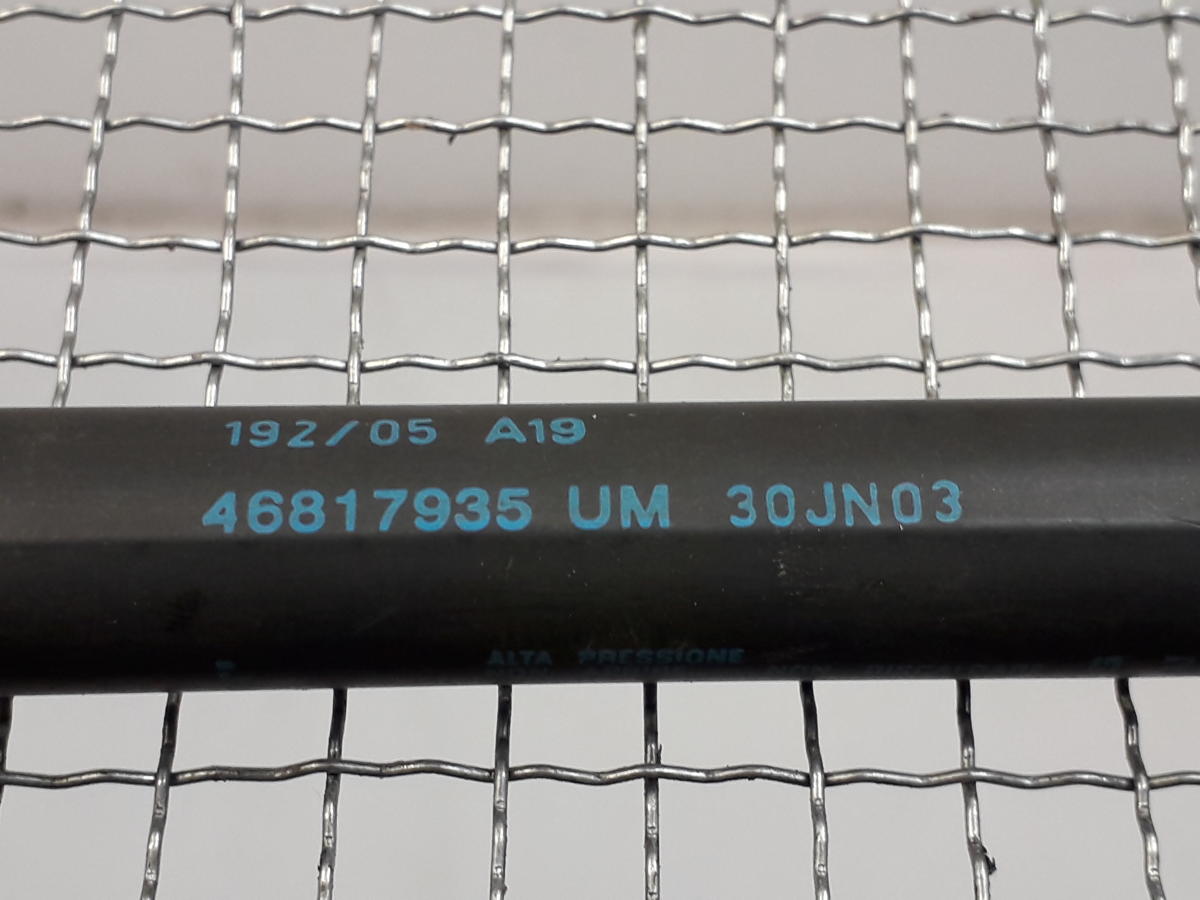 192/05 A19
46817935 UM 30JN03
ALTA PRESSIONE